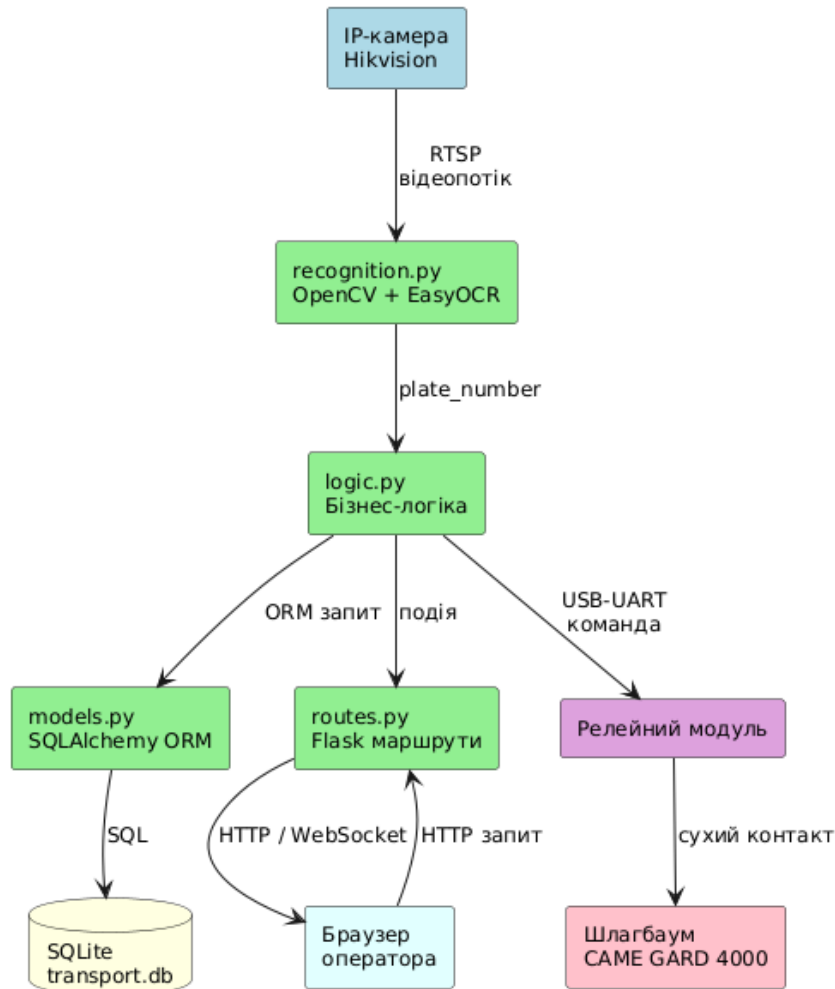 IP-камера
Hikvision
RTSP
відеопотік
recognition.py
OpenCV + EasyOCR
plate_number
logic.py
Бізнес-логіка
ORM запит
подія
USB-UART
команда
models.py
SQLAlchemy ORM
routes.py
Flask маршрути
Релейний модуль
SQL
HTTP / WebSocket
HTTP запит
сухий контакт
SQLite
transport.db
Браузер
оператора
Шлагбаум
CAME GARD 4000